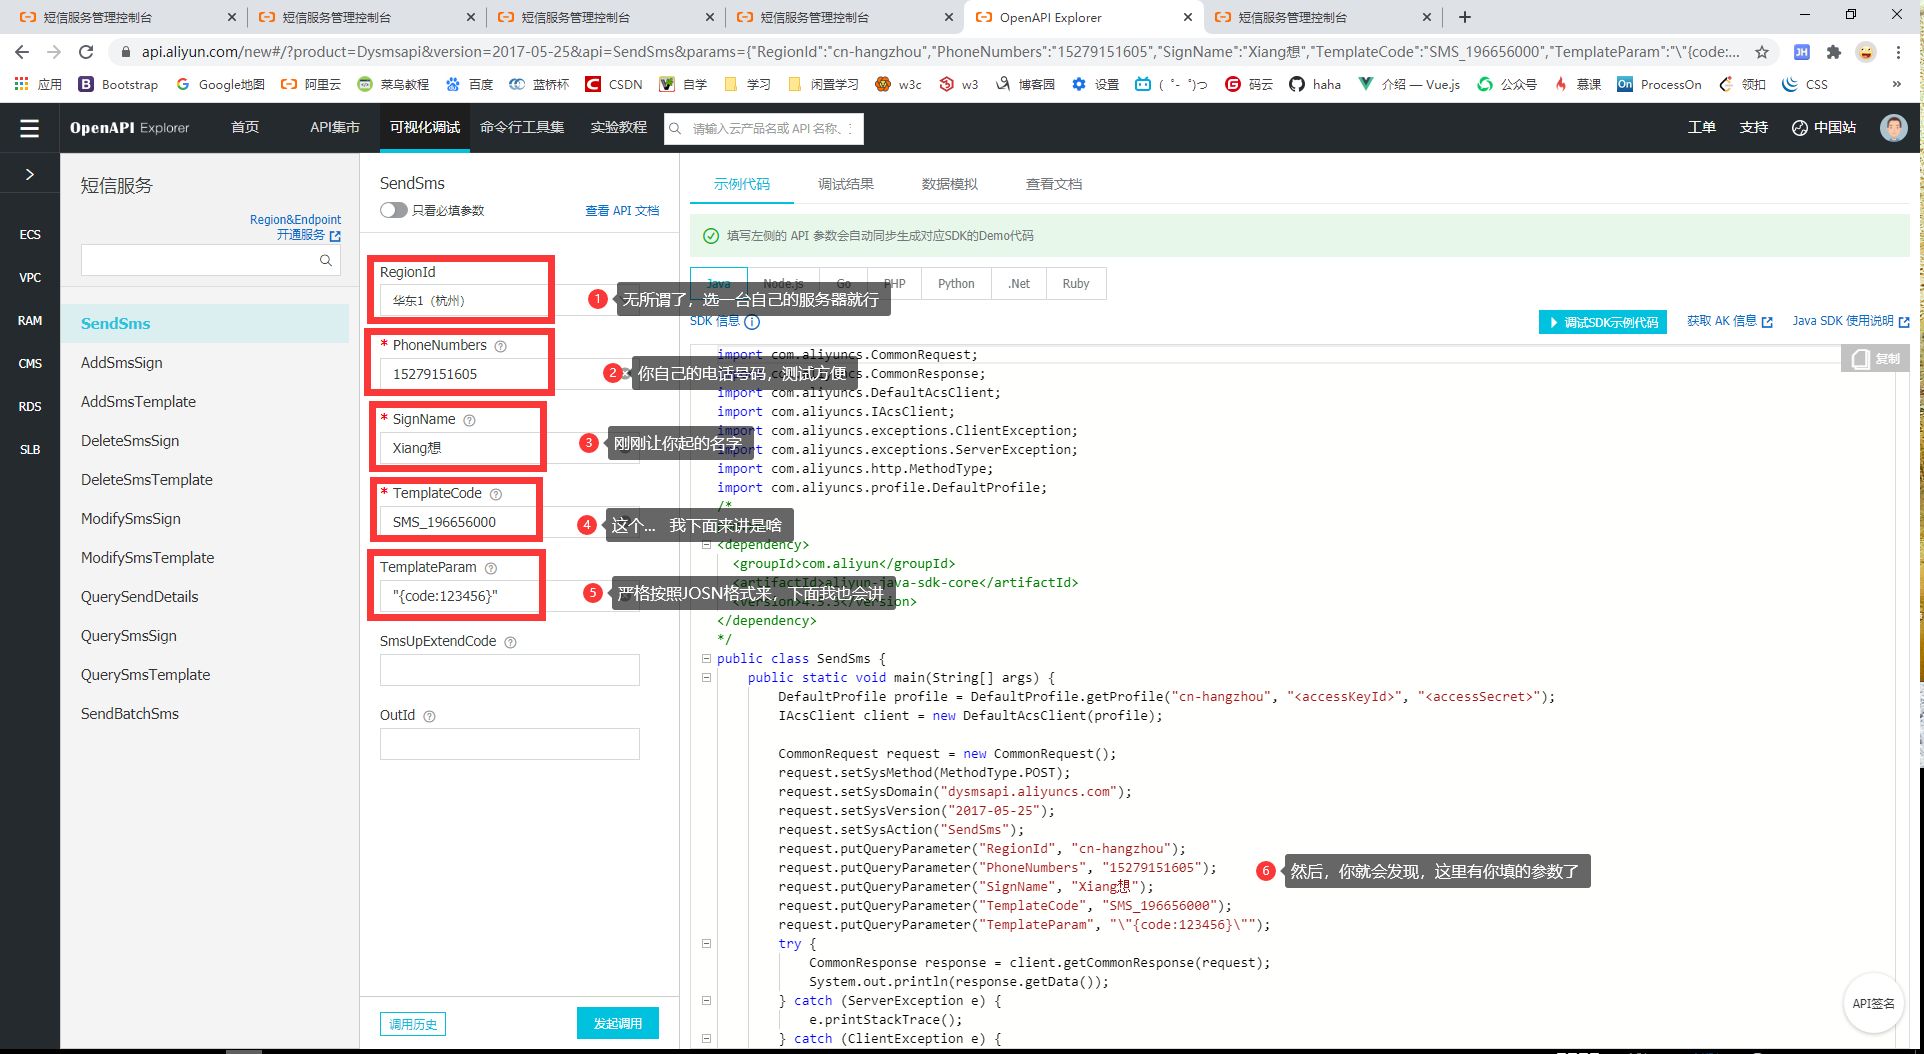 短信服务管理控制台
短信服务管理控制台
短信服务管理控制台
短信服务管理控制台
OpenAPI Explorer
短信服务管理控制台
api.aliyun.com/new#/?product=Dysmsapi&version=2017-05-25&api=SendSms&params={"RegionId":"cn-hangzhou","PhoneNumbers":"15279151605","SignName":"Xiang想","TemplateCode":"SMS_196656000","TemplateParam":"\"{code:...
应用 Bootstrap Google地图 阿里云 菜鸟教程 百度 蓝桥杯 CSDN 自学 学习 闲置学习 w3c w3 博客园 设置 ( ゜- ゜)つ 码云 haha 介绍 — Vue.js 公众号 慕课 ProcessOn 领扣 CSS »
OpenAPI Explorer 首页 API集市 可视化调试 命令行工具集 实验教程 请输入云产品名或 API 名称、 工单 支持 中国站
ECS
VPC
RAM
CMS
RDS
SLB
短信服务
Region&Endpoint
开通服务
SendSms
AddSmsSign
AddSmsTemplate
DeleteSmsSign
DeleteSmsTemplate
ModifySmsSign
ModifySmsTemplate
QuerySendDetails
QuerySmsSign
QuerySmsTemplate
SendBatchSms
SendSms
只看必填参数 查看 API 文档
RegionId
华东1（杭州）
1 无所谓了，选一台自己的服务器就行
* PhoneNumbers
15279151605
2 你自己的电话号码，测试方便
* SignName
Xiang想
3 刚刚让你起的名字
* TemplateCode
SMS_196656000
4 这个... 我下面来讲是啥
TemplateParam
"{code:123456}"
5 严格按照JOSN格式来，下面我也会讲
SmsUpExtendCode
OutId
调用历史 发起调用
示例代码 调试结果 数据模拟 查看文档
填写左侧的 API 参数会自动同步生成对应SDK的Demo代码
Java Node.js Go PHP Python .Net Ruby
SDK 信息 调试SDK示例代码 获取 AK 信息 Java SDK 使用说明
复制
import com.aliyuncs.CommonRequest;
import com.aliyuncs.CommonResponse;
import com.aliyuncs.DefaultAcsClient;
import com.aliyuncs.IAcsClient;
import com.aliyuncs.exceptions.ClientException;
import com.aliyuncs.exceptions.ServerException;
import com.aliyuncs.http.MethodType;
import com.aliyuncs.profile.DefaultProfile;
/*
<dependency>
<groupId>com.aliyun</groupId>
<artifactId>aliyun-java-sdk-core</artifactId>
<version>4.5.3</version>
</dependency>
*/
public class SendSms {
public static void main(String[] args) {
DefaultProfile profile = DefaultProfile.getProfile("cn-hangzhou", "<accessKeyId>", "<accessSecret>");
IAcsClient client = new DefaultAcsClient(profile);
CommonRequest request = new CommonRequest();
request.setSysMethod(MethodType.POST);
request.setSysDomain("dysmsapi.aliyuncs.com");
request.setSysVersion("2017-05-25");
request.setSysAction("SendSms");
request.putQueryParameter("RegionId", "cn-hangzhou");
request.putQueryParameter("PhoneNumbers", "15279151605");
request.putQueryParameter("SignName", "Xiang想");
request.putQueryParameter("TemplateCode", "SMS_196656000");
request.putQueryParameter("TemplateParam", "\"{code:123456}\"");
try {
CommonResponse response = client.getCommonResponse(request);
System.out.println(response.getData());
} catch (ServerException e) {
e.printStackTrace();
} catch (ClientException e) {
6 然后，你就会发现，这里有你填的参数了
API签名